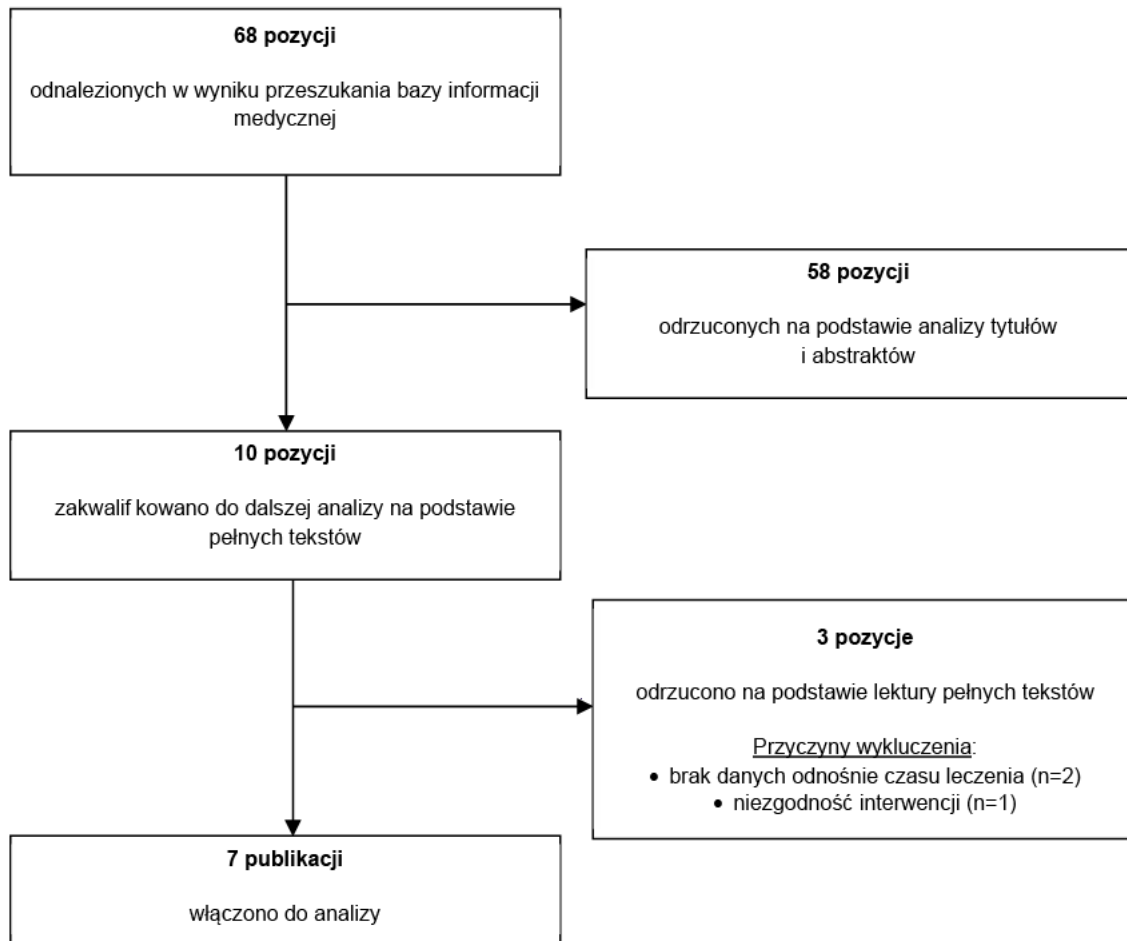 68 pozycji
odnalezionych w wyniku przeszukania bazy informacji
medycznej
58 pozycji
odrzuconych na podstawie analizy tytułów
i abstraktów
10 pozycji
zakwalif kowano do dalszej analizy na podstawie
pełnych tekstów
3 pozycje
odrzucono na podstawie lektury pełnych tekstów
Przyczyny wykluczenia:
• brak danych odnośnie czasu leczenia (n=2)
• niezgodność interwencji (n=1)
7 publikacji
włączono do analizy